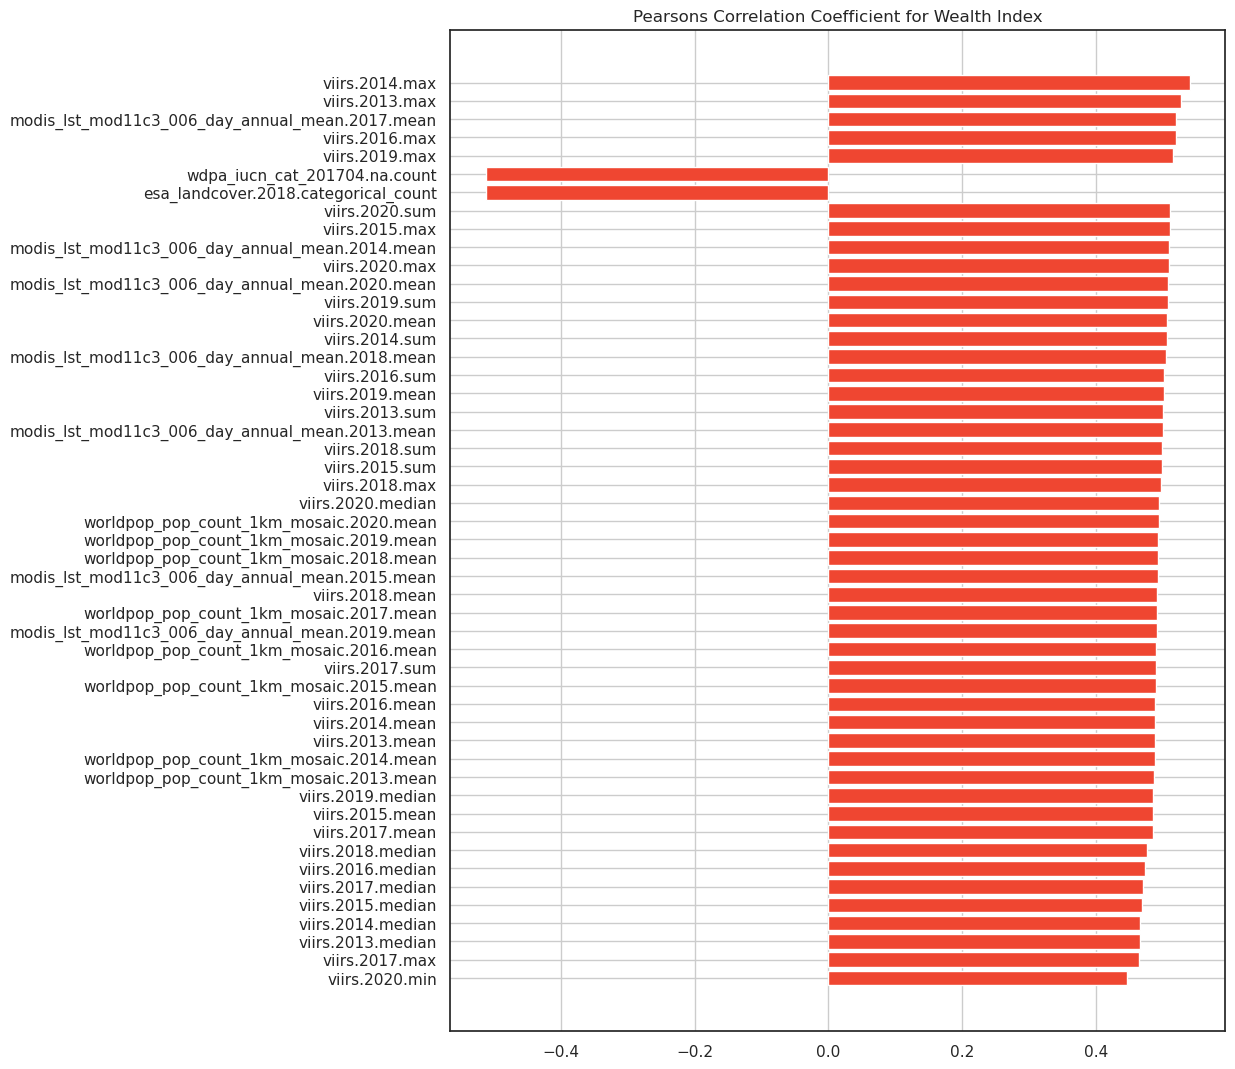 Pearsons Correlation Coefficient for Wealth Index
viirs.2014.max
viirs.2013.max
modis_lst_mod11c3_006_day_annual_mean.2017.mean
viirs.2016.max
viirs.2019.max
wdpa_iucn_cat_201704.na.count
esa_landcover.2018.categorical_count
viirs.2020.sum
viirs.2015.max
modis_lst_mod11c3_006_day_annual_mean.2014.mean
viirs.2020.max
modis_lst_mod11c3_006_day_annual_mean.2020.mean
viirs.2019.sum
viirs.2020.mean
viirs.2014.sum
modis_lst_mod11c3_006_day_annual_mean.2018.mean
viirs.2016.sum
viirs.2019.mean
viirs.2013.sum
modis_lst_mod11c3_006_day_annual_mean.2013.mean
viirs.2018.sum
viirs.2015.sum
viirs.2018.max
viirs.2020.median
worldpop_pop_count_1km_mosaic.2020.mean
worldpop_pop_count_1km_mosaic.2019.mean
worldpop_pop_count_1km_mosaic.2018.mean
modis_lst_mod11c3_006_day_annual_mean.2015.mean
viirs.2018.mean
worldpop_pop_count_1km_mosaic.2017.mean
modis_lst_mod11c3_006_day_annual_mean.2019.mean
worldpop_pop_count_1km_mosaic.2016.mean
viirs.2017.sum
worldpop_pop_count_1km_mosaic.2015.mean
viirs.2016.mean
viirs.2014.mean
viirs.2013.mean
worldpop_pop_count_1km_mosaic.2014.mean
worldpop_pop_count_1km_mosaic.2013.mean
viirs.2019.median
viirs.2015.mean
viirs.2017.mean
viirs.2018.median
viirs.2016.median
viirs.2017.median
viirs.2015.median
viirs.2014.median
viirs.2013.median
viirs.2017.max
viirs.2020.min
−0.4 −0.2 0.0 0.2 0.4